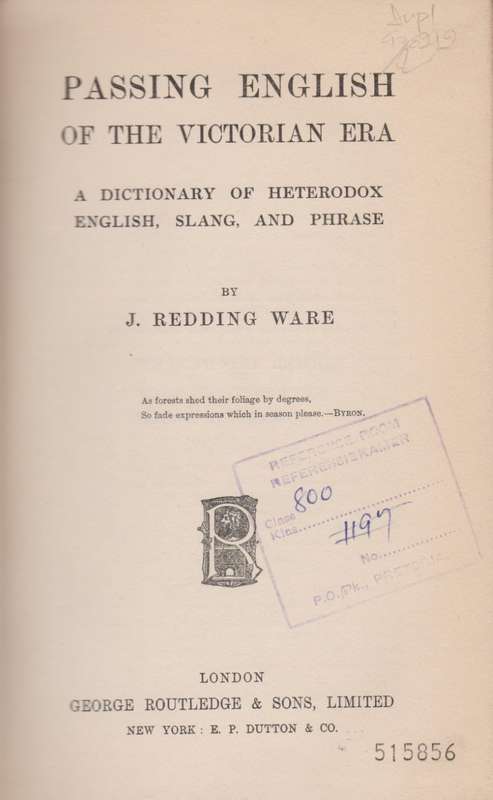 Dupl
PASSING ENGLISH
OF THE VICTORIAN ERA
A DICTIONARY OF HETERODOX
ENGLISH, SLANG, AND PHRASE
BY
J. REDDING WARE
As forests shed their foliage by degrees,
So fade expressions which in season please.—BYRON.
REFERENCE ROOM
REFERENSIEKAMER
Class
Klas
800
1197
No.
P.O.
PRETORIA
R
LONDON
GEORGE ROUTLEDGE & SONS, LIMITED
NEW YORK: E. P. DUTTON & CO.
515856